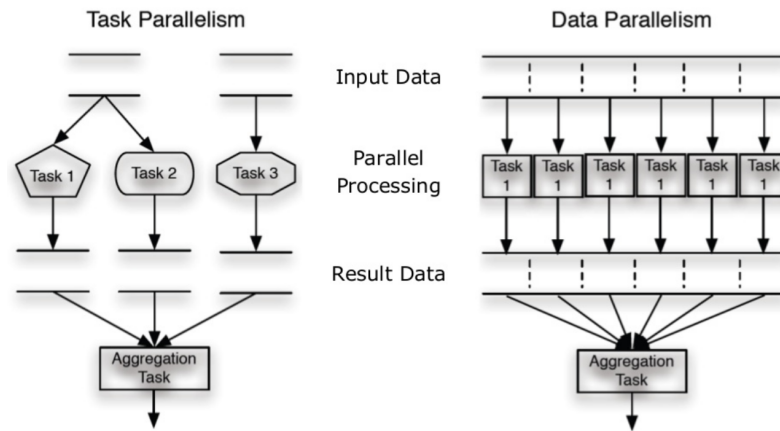 Task Parallelism
Data Parallelism
Input Data
Parallel
Processing
Task 1
Task 2
Task 3
Task
1
Task
1
Task
1
Task
1
Task
1
Task
1
Result Data
Aggregation
Task
Aggregation
Task